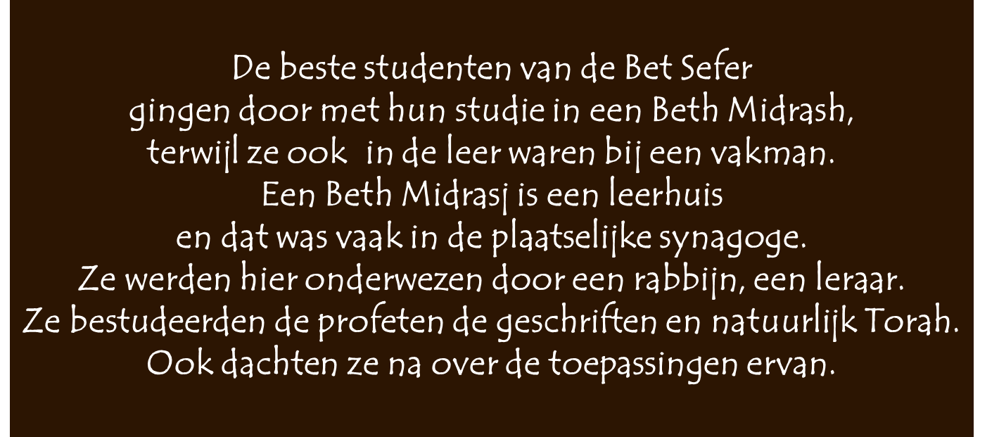 De beste studenten van de Bet Sefer
gingen door met hun studie in een Beth Midrash,
terwijl ze ook in de leer waren bij een vakman.
Een Beth Midrasj is een leerhuis
en dat was vaak in de plaatselijke synagoge.
Ze werden hier onderwezen door een rabbijn, een leraar.
Ze bestudeerden de profeten de geschriften en natuurlijk Torah.
Ook dachten ze na over de toepassingen ervan.